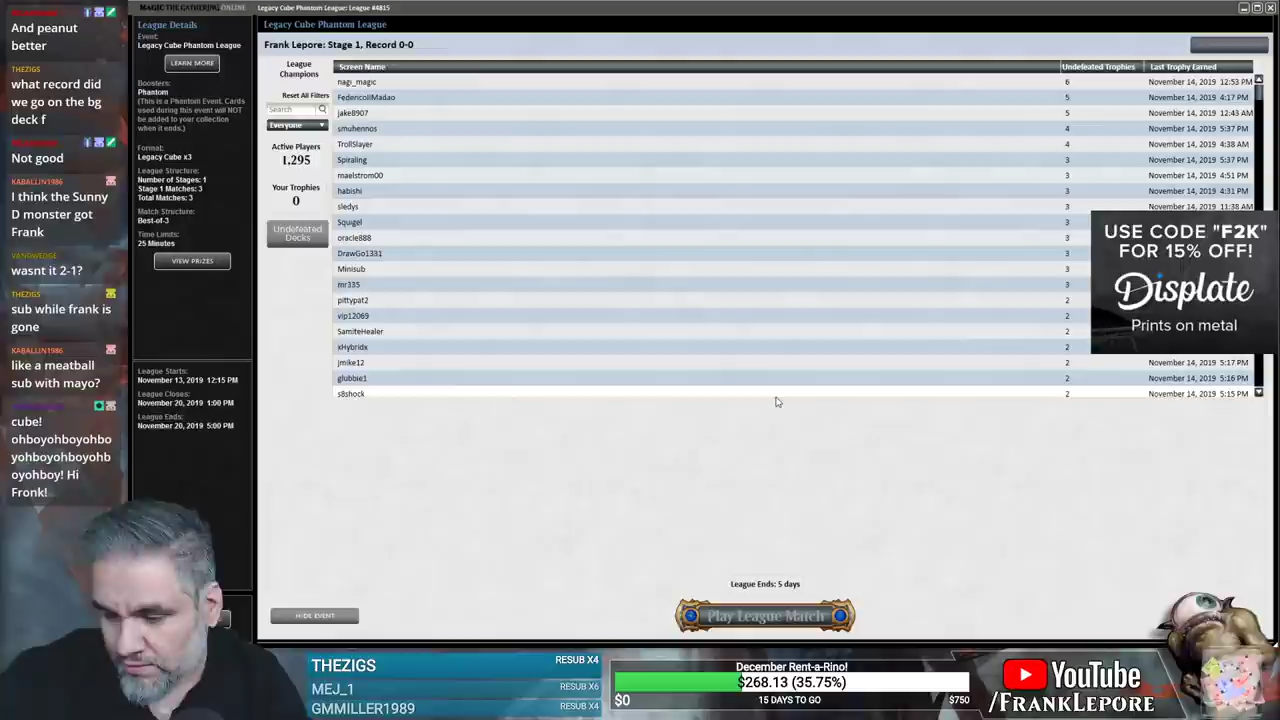 And peanut
better
THEZIGS
what record did
we go on the bg
deck f
Not good
KABALLIN1986
I think the Sunny
D monster got
Frank
VANDWEDGE
wasnt it 2-1?
THEZIGS
sub while frank is
gone
KABALLIN1986
like a meatball
sub with mayo?
cube!
ohboyohboyohbo
yohboyohboyohb
oyohboy! Hi
Fronk!
MAGIC THE GATHERING ONLINE
Legacy Cube Phantom League: League #4815
League Details
Event:
Legacy Cube Phantom League
LEARN MORE
Boosters:
Phantom
(This is a Phantom Event. Cards
used during this event will NOT
be added to your collection
when it ends.)
Format:
Legacy Cube x3
League Structure:
Number of Stages: 1
Stage 1 Matches: 3
Total Matches: 3
Match Structure:
Best-of-3
Time Limits:
25 Minutes
VIEW PRIZES
League Starts:
November 13, 2019 12:15 PM
League Closes:
November 20, 2019 1:00 PM
League Ends:
November 20, 2019 5:00 PM
Legacy Cube Phantom League
Frank Lepore: Stage 1, Record 0-0
League
Champions
Reset All Filters
Search
Everyone
Active Players
1,295
Your Trophies
0
Undefeated
Decks
Screen Name Undefeated Trophies Last Trophy Earned
nagi_magic 6 November 14, 2019 12:53 PM
FedericoIlMadao 5 November 14, 2019 4:17 PM
jake8907 5 November 14, 2019 12:43 AM
smuhennos 4 November 14, 2019 5:37 PM
TrollSlayer 4 November 14, 2019 4:38 AM
Spiraling 3 November 14, 2019 5:37 PM
maelstrom00 3 November 14, 2019 4:51 PM
habishi 3 November 14, 2019 4:31 PM
sledys 3 November 14, 2019 11:38 AM
Squigel 3
oracle888 3
DrawGo1331 3
Minisub 3
mr335 3
pittypat2 2
vip12069 2
SamiteHealer 2
xHybridx 2
jmike12 2 November 14, 2019 5:17 PM
glubbie1 2 November 14, 2019 5:16 PM
s8shock 2 November 14, 2019 5:15 PM
USE CODE "F2K"
FOR 15% OFF!
Displate
Prints on metal
League Ends: 5 days
HIDE EVENT
Play League Match
THEZIGS RESUB X4
MEJ_1 RESUB X6
GMMILLER1989 RESUB X4
December Rent-a-Rino!
$268.13 (35.75%)
$0 15 DAYS TO GO $750
YouTube
/FRANKLEPORE